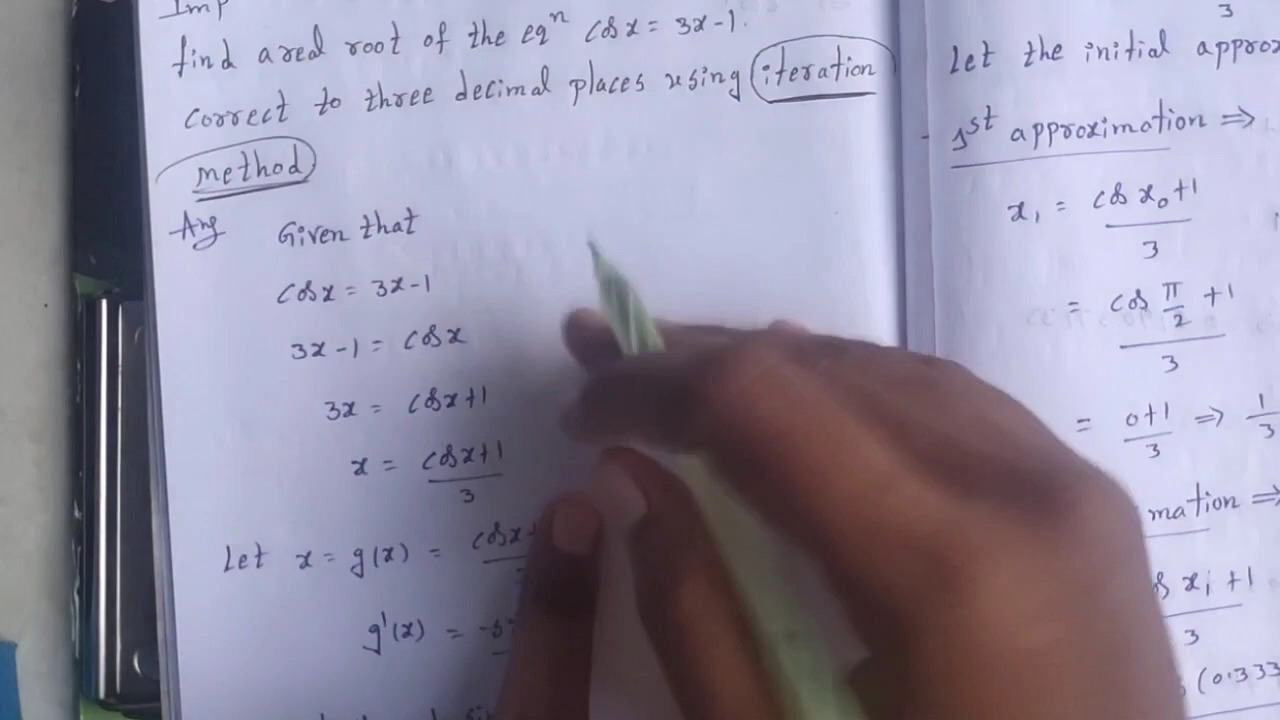 Imp
find a real root of the eqn cos x = 3x-1.
correct to three decimal places using iteration
method
Ans Given that
cos x = 3x-1
3x-1 = cos x
3x = cos x+1
x = cos x+1 / 3
Let x = g(x) = cos x
g'(x) =
3
Let the initial
1st approximation ⇒
x1 = cos x0+1 / 3
= cos π/2 +1 / 3
= 0+1 / 3 ⇒ 1/3
⇒
x1 +1
3
(0.333